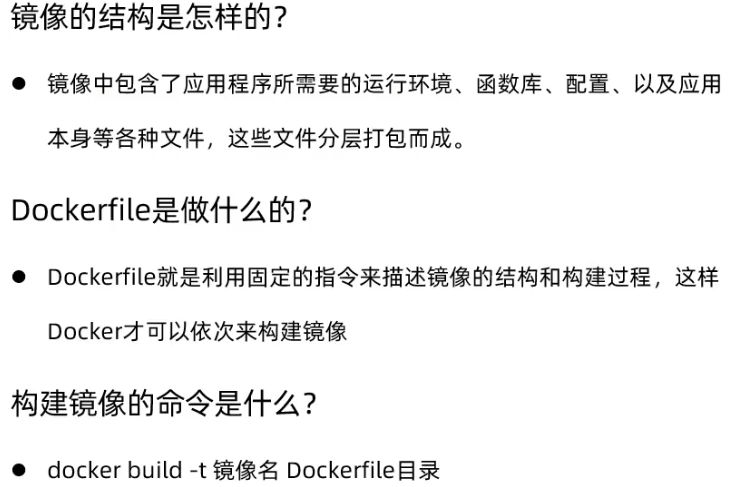 镜像的结构是怎样的？
● 镜像中包含了应用程序所需要的运行环境、函数库、配置、以及应用
本身等各种文件，这些文件分层打包而成。
Dockerfile是做什么的？
● Dockerfile就是利用固定的指令来描述镜像的结构和构建过程，这样
Docker才可以依次来构建镜像
构建镜像的命令是什么？
● docker build -t 镜像名 Dockerfile目录